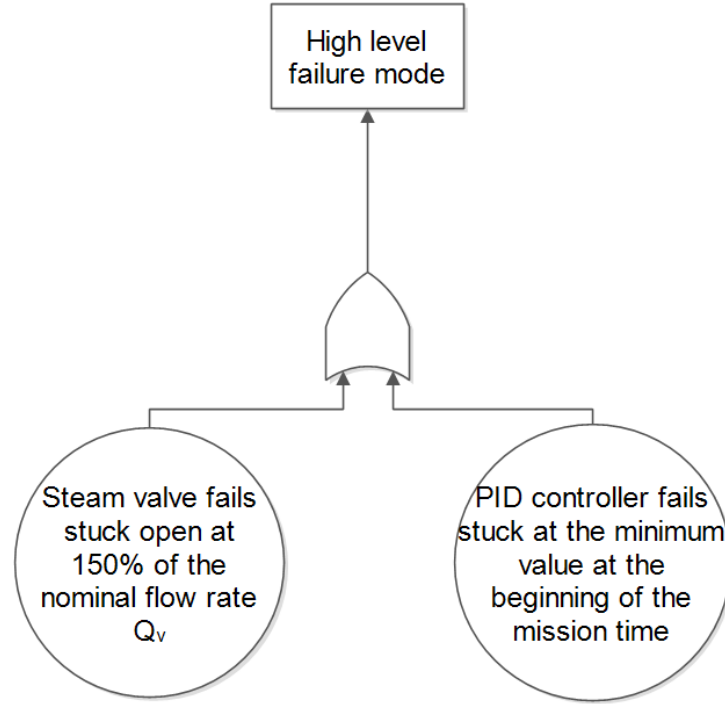 High level
failure mode
Steam valve fails
stuck open at
150% of the
nominal flow rate
Qv
PID controller fails
stuck at the minimum
value at the
beginning of the
mission time